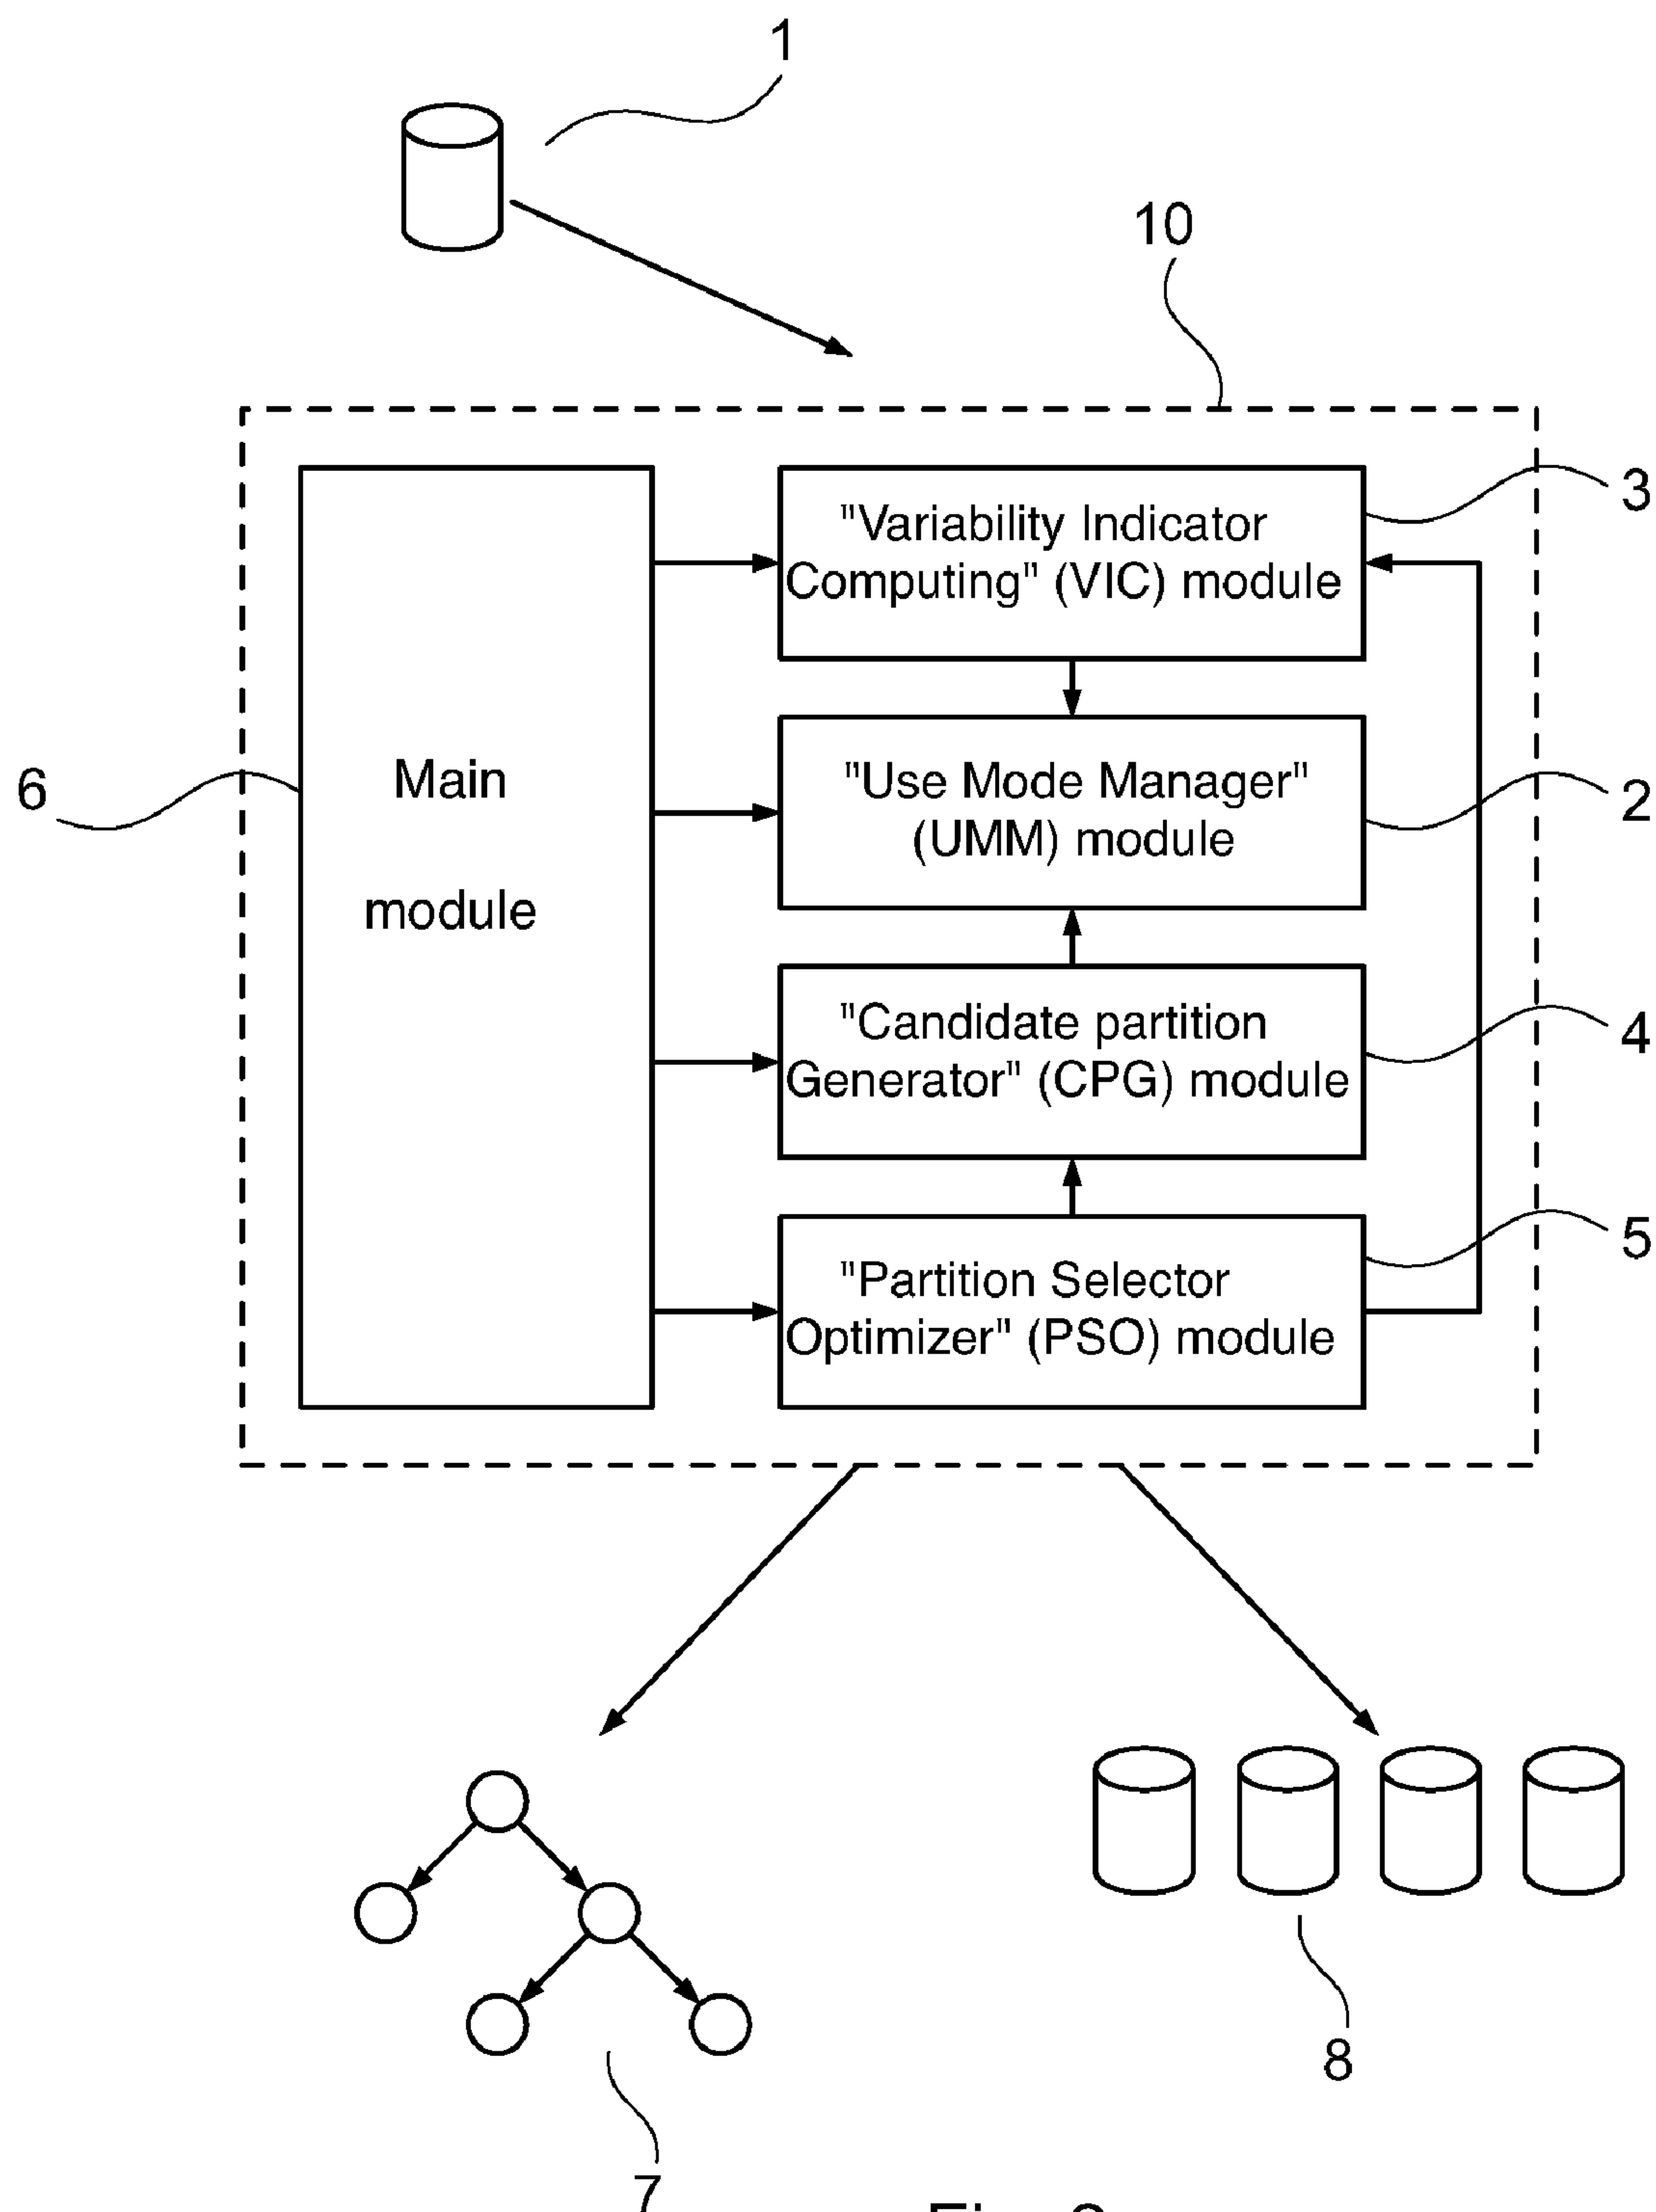 1
10
"Variability Indicator
Computing" (VIC) module
3
Main
module
6
"Use Mode Manager"
(UMM) module
2
"Candidate partition
Generator" (CPG) module
4
"Partition Selector
Optimizer" (PSO) module
5
8
7